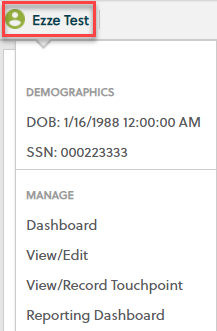 Ezze Test
DEMOGRAPHICS
DOB: 1/16/1988 12:00:00 AM
SSN: 000223333
MANAGE
Dashboard
View/Edit
View/Record Touchpoint
Reporting Dashboard